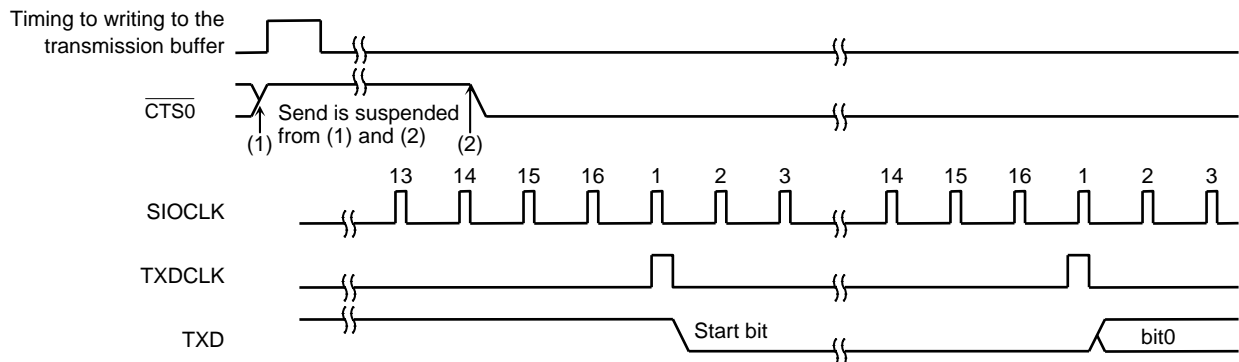 Timing to writing to the
transmission buffer
CTS0
Send is suspended
from (1) and (2)
(1)
(2)
13 14 15 16 1 2 3 14 15 16 1 2 3
SIOCLK
TXDCLK
TXD
Start bit
bit0